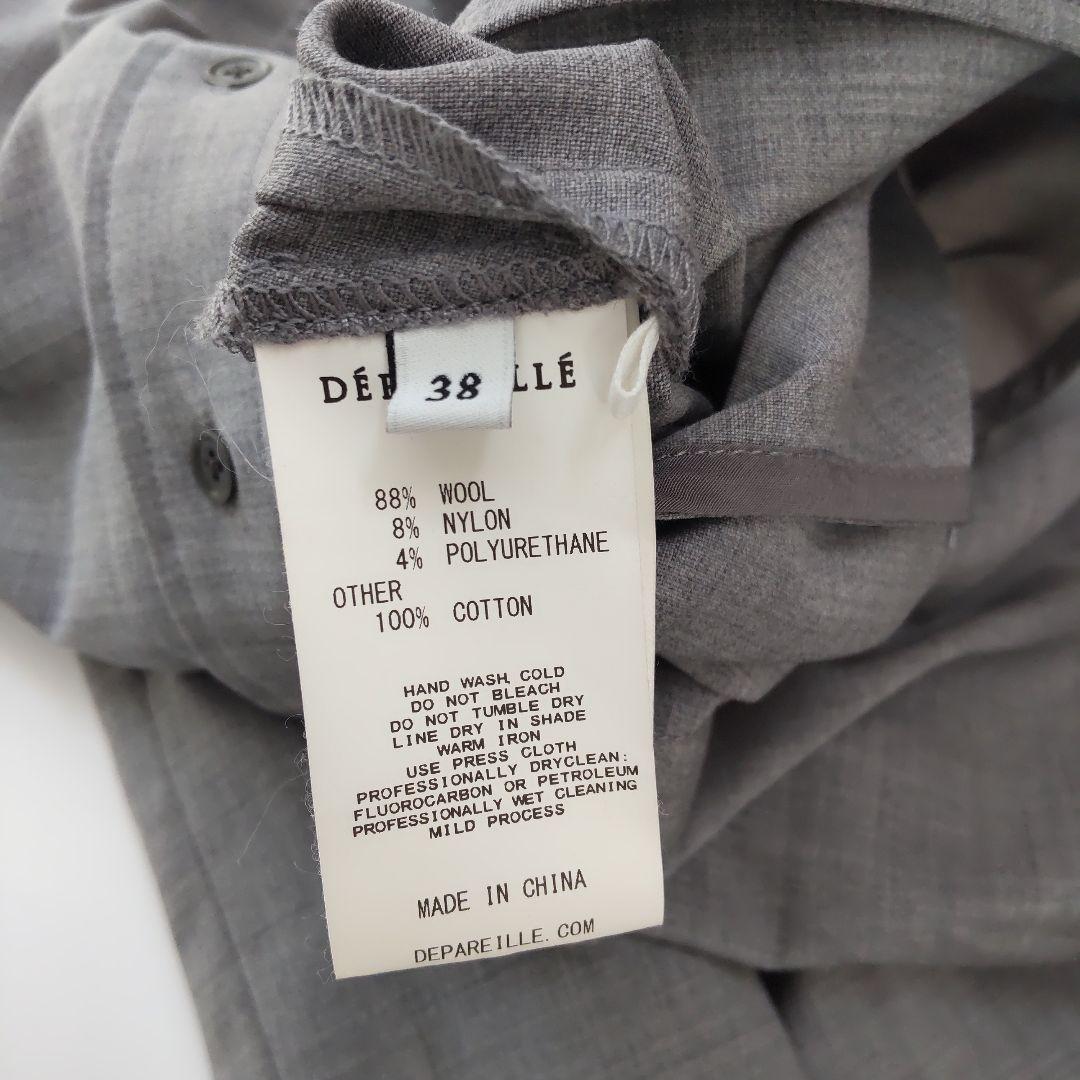 DÉP LLÉ
38
88% WOOL
8% NYLON
4% POLYURETHANE
OTHER
100% COTTON
HAND WASH COLD
DO NOT BLEACH
DO NOT TUMBLE DRY
LINE DRY IN SHADE
WARM IRON
USE PRESS CLOTH
PROFESSIONALLY DRYCLEAN:
FLUOROCARBON OR PETROLEUM
PROFESSIONALLY WET CLEANING
MILD PROCESS
MADE IN CHINA
DEPAREILLE.COM